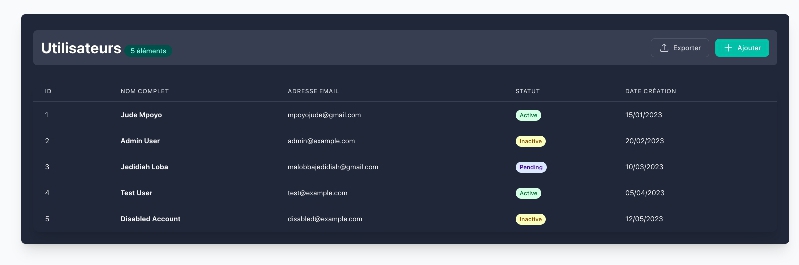 Utilisateurs 5 éléments Exporter Ajouter
ID NOM COMPLET ADRESSE EMAIL STATUT DATE CRÉATION
1 Jude Mpoyo mpoyojude@gmail.com Active 15/01/2023
2 Admin User admin@example.com Inactive 20/02/2023
3 Jedidiah Loba malobbajedidiah@gmail.com Pending 10/03/2023
4 Test User test@example.com Active 05/04/2023
5 Disabled Account disabled@example.com Inactive 12/05/2023